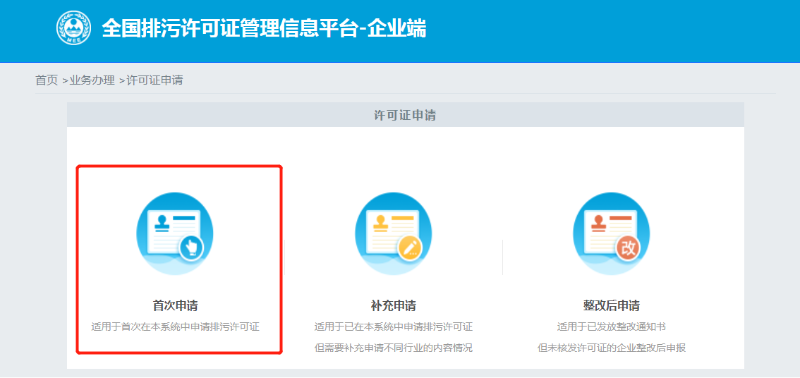 全国排污许可证管理信息平台-企业端
首页 >业务办理 >许可证申请
许可证申请
改
首次申请
适用于首次在本系统中申请排污许可证
补充申请
适用于已在本系统中申请排污许可证
但需要补充申请不同行业的内容情况
整改后申请
适用于已发放整改通知书
但未核发许可证的企业整改后申报